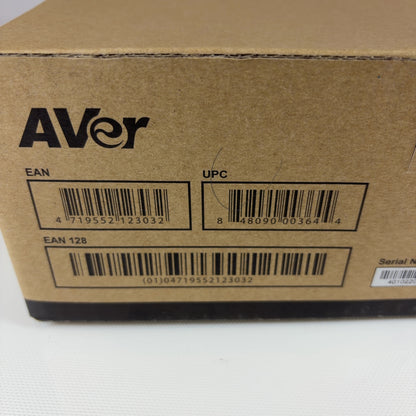 AVer
EAN
UPC
4 719552 123032
8 48090 00364 4
EAN 128
(01)04719552123032
Serial N